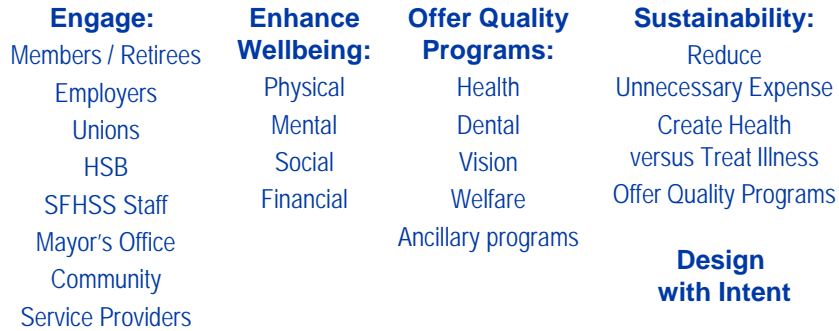 Engage:
Members / Retirees
Employers
Unions
HSB
SFHSS Staff
Mayor’s Office
Community
Service Providers
Enhance
Wellbeing:
Physical
Mental
Social
Financial
Offer Quality
Programs:
Health
Dental
Vision
Welfare
Ancillary programs
Sustainability:
Reduce
Unnecessary Expense
Create Health
versus Treat Illness
Offer Quality Programs
Design
with Intent